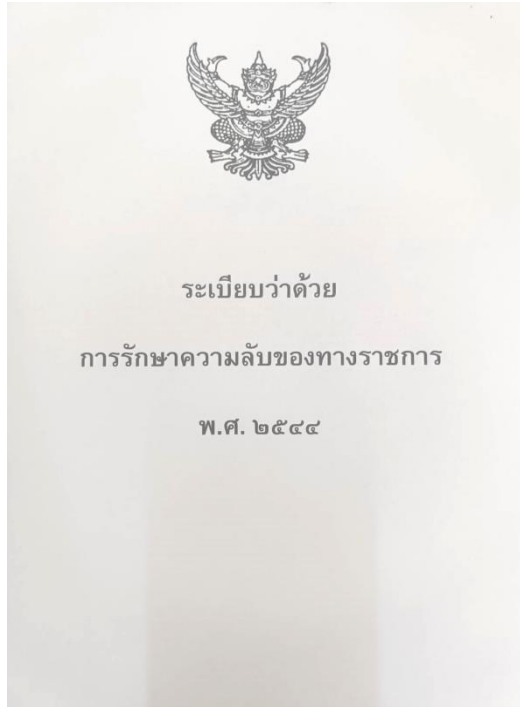 ระเบียบว่าด้วย
การรักษาความลับของทางราชการ
พ.ศ. ๒๕๔๔